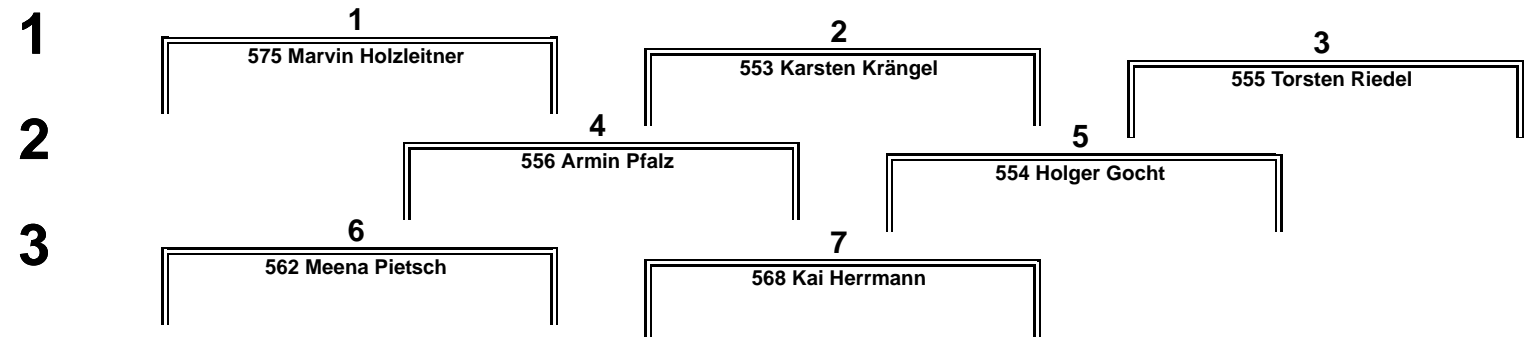 1
1
575 Marvin Holzleitner
2
553 Karsten Krängel
3
555 Torsten Riedel
2
4
556 Armin Pfalz
5
554 Holger Gocht
3
6
562 Meena Pietsch
7
568 Kai Herrmann